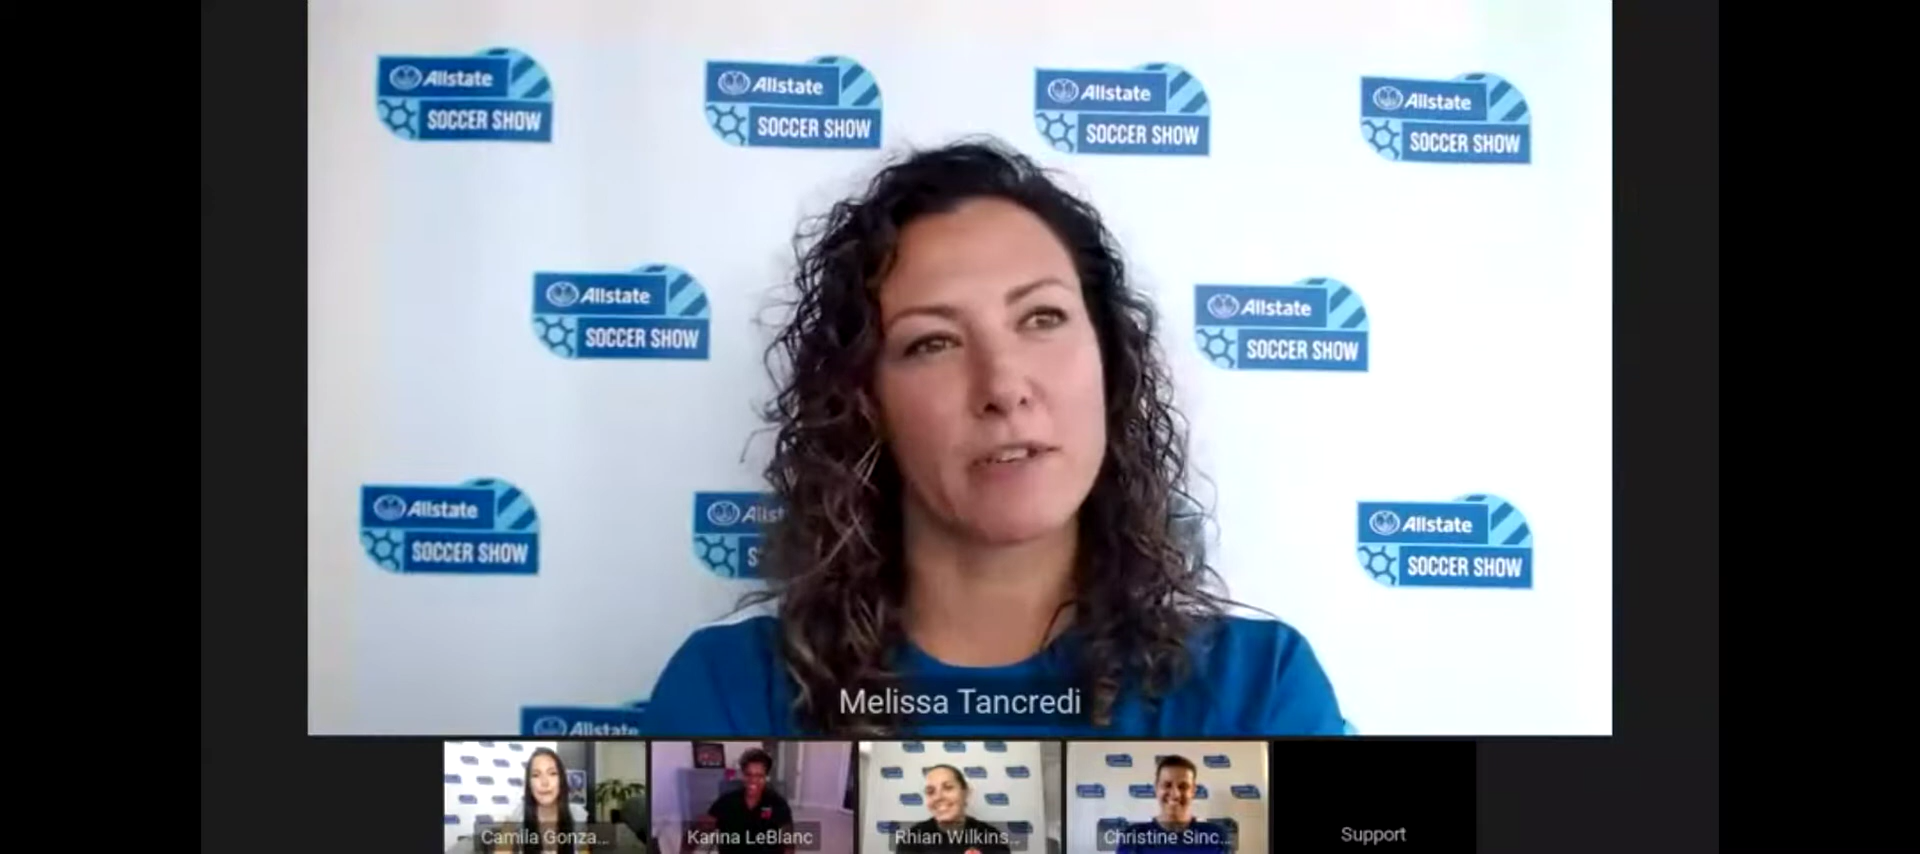 Allstate
SOCCER SHOW
Allstate
SOCCER SHOW
Allstate
SOCCER SHOW
Allstate
SOCCER SHOW
Allstate
SOCCER SHOW
Allstate
SOCCER SHOW
Allstate
SOCCER SHOW
Allst
S
Allstate
SOCCER SHOW
Allstate
Melissa Tancredi
Camila Gonza...
Karina LeBlanc
Rhian Wilkins...
Christine Sinc...
Support